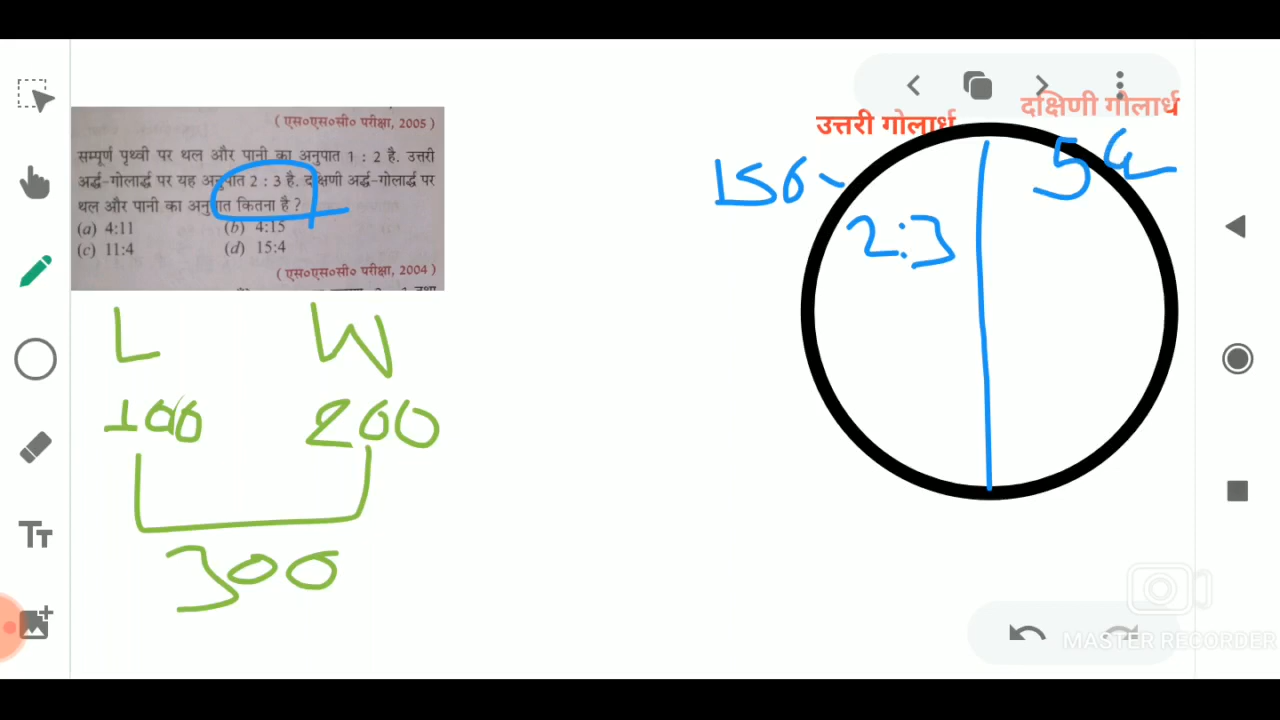 ( एस०एस०सी० परीक्षा, 2005 )
सम्पूर्ण पृथ्वी पर थल और पानी का अनुपात 1 : 2 है. उत्तरी
अर्द्ध-गोलार्द्ध पर यह अनुपात 2 : 3 है. दक्षिणी अर्द्ध-गोलार्द्ध पर
थल और पानी का अनुपात कितना है ?
(a) 4:11 (b) 4:15
(c) 11:4 (d) 15:4
( एस०एस०सी० परीक्षा, 2004 )
L W
100 200
300
उत्तरी गोलार्ध दक्षिणी गोलार्ध
150
2:3
Tт
MASTER RECORDER